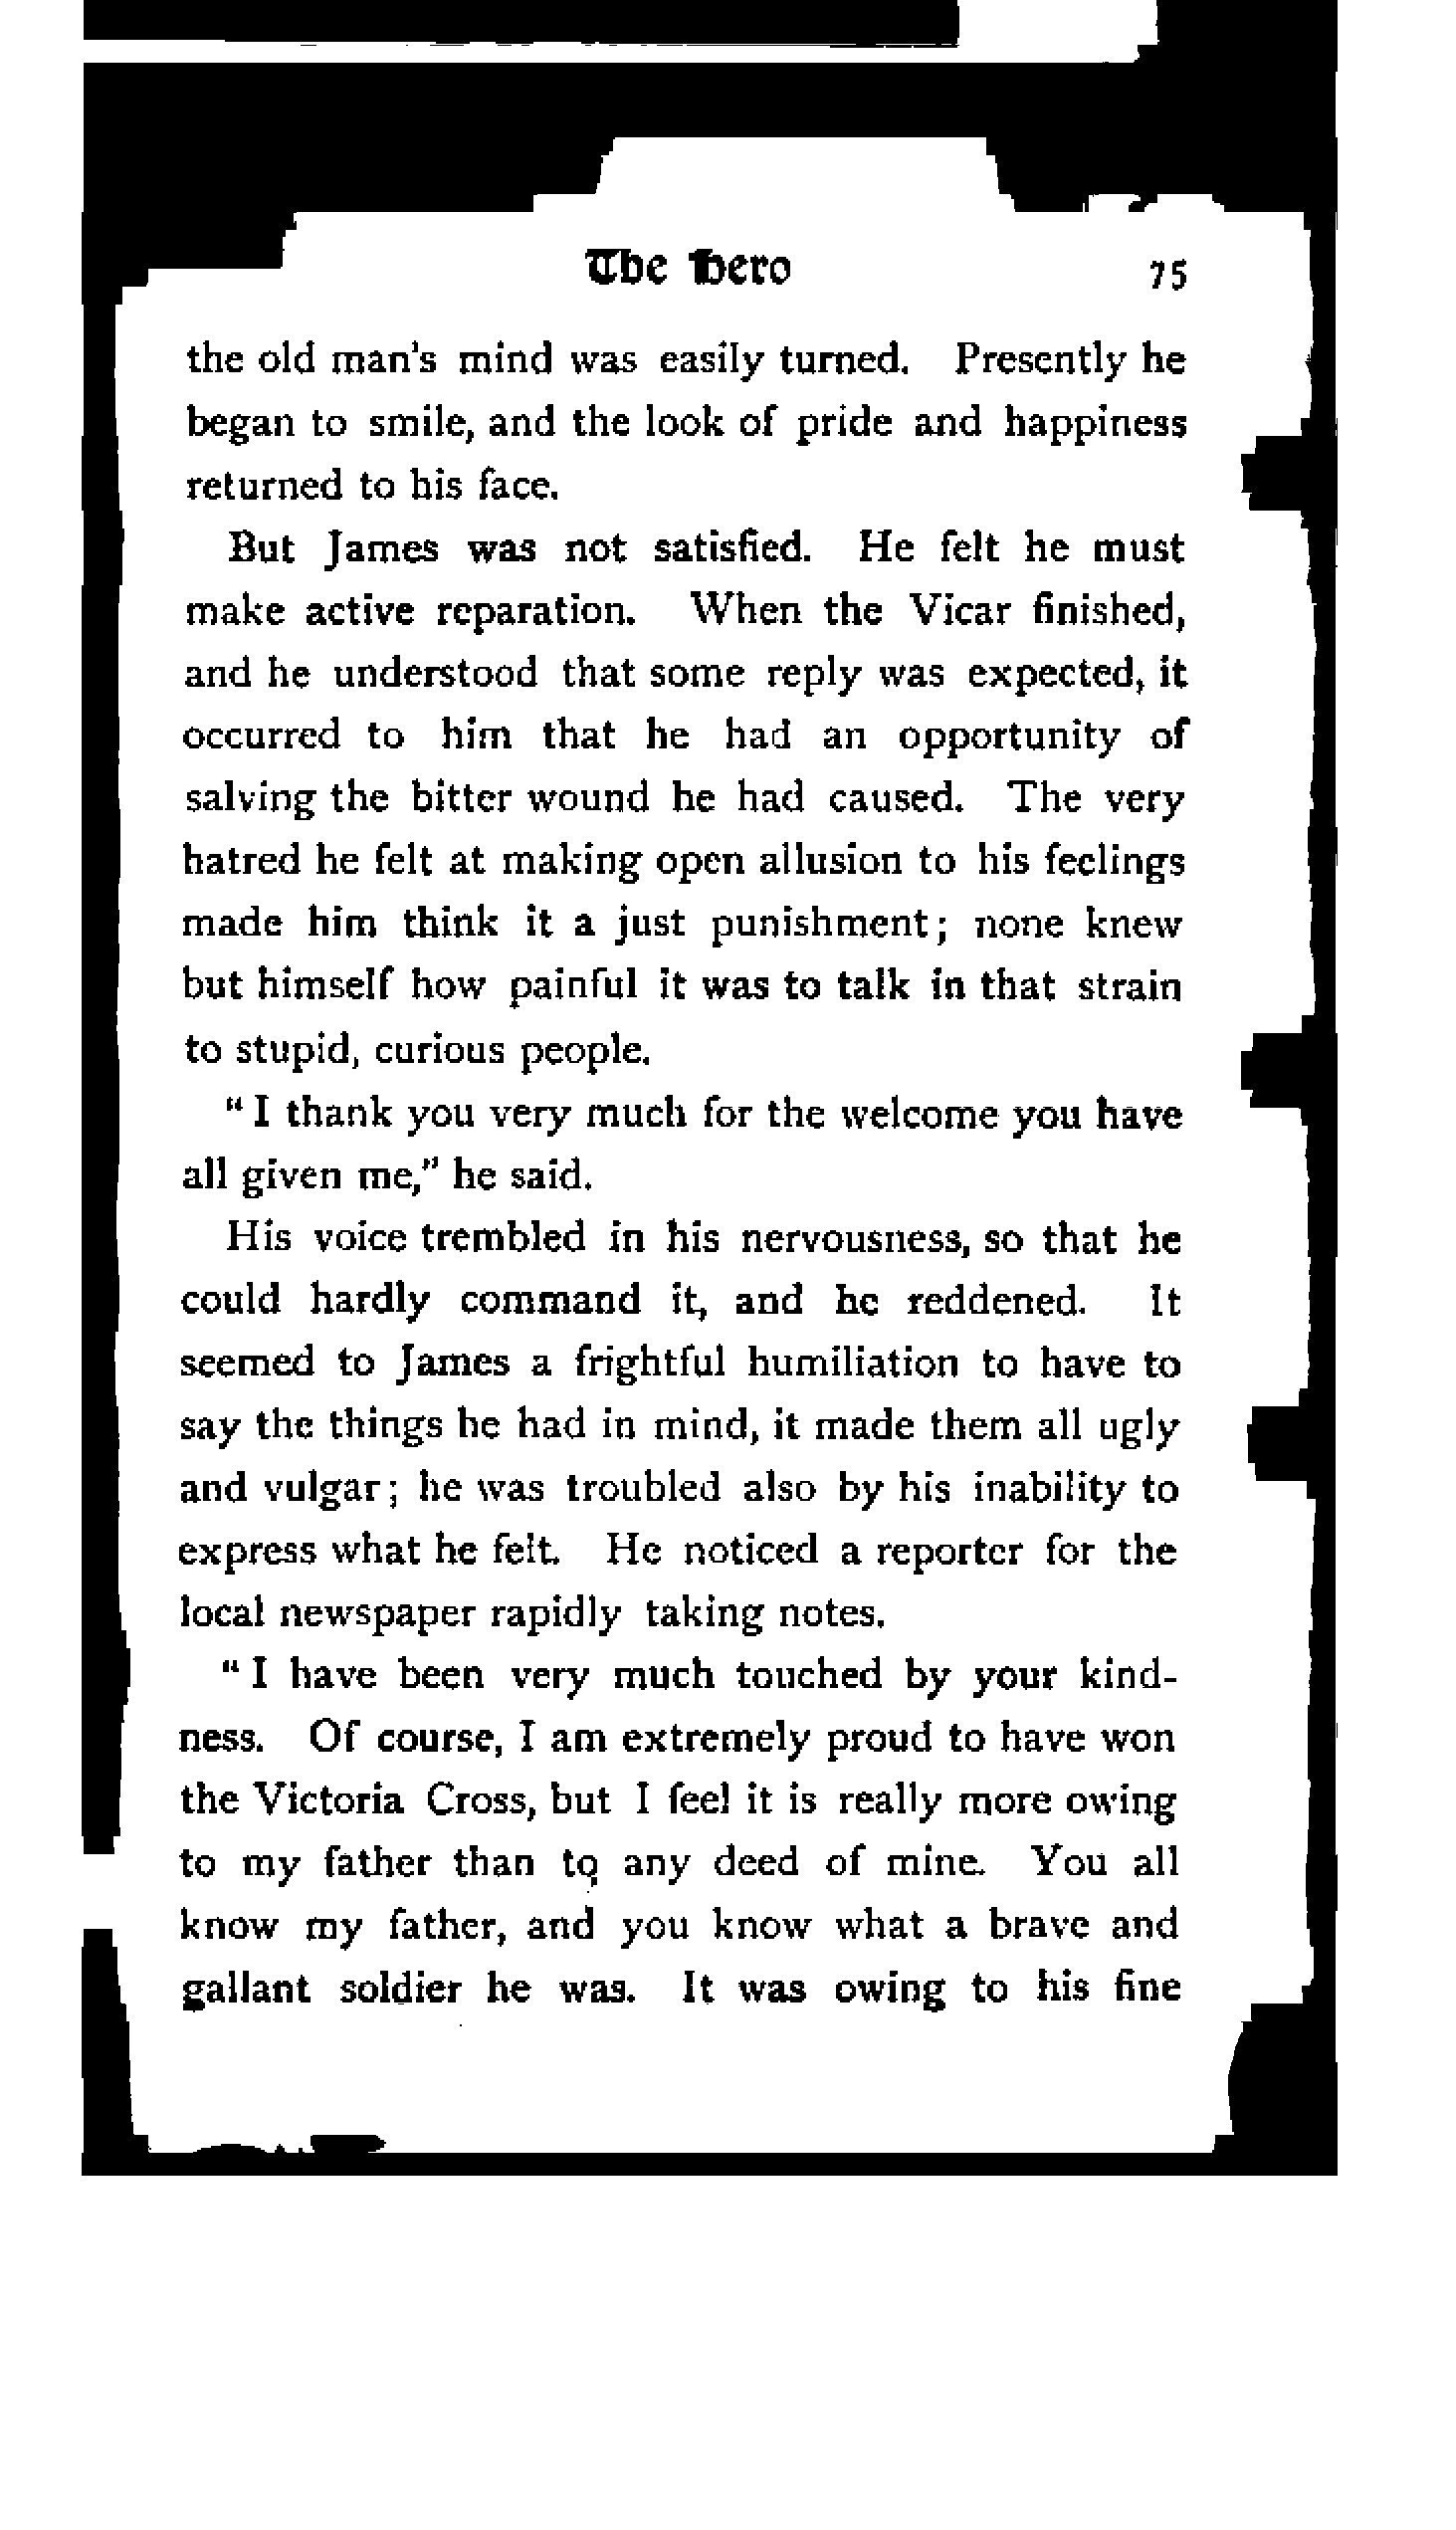 The Hero 75
the old man's mind was easily turned. Presently he
began to smile, and the look of pride and happiness
returned to his face.
But James was not satisfied. He felt he must
make active reparation. When the Vicar finished,
and he understood that some reply was expected, it
occurred to him that he had an opportunity of
salving the bitter wound he had caused. The very
hatred he felt at making open allusion to his feelings
made him think it a just punishment; none knew
but himself how painful it was to talk in that strain
to stupid, curious people.
"I thank you very much for the welcome you have
all given me," he said.
His voice trembled in his nervousness, so that he
could hardly command it, and he reddened. It
seemed to James a frightful humiliation to have to
say the things he had in mind, it made them all ugly
and vulgar; he was troubled also by his inability to
express what he felt. He noticed a reporter for the
local newspaper rapidly taking notes.
"I have been very much touched by your kind-
ness. Of course, I am extremely proud to have won
the Victoria Cross, but I feel it is really more owing
to my father than to any deed of mine. You all
know my father, and you know what a brave and
gallant soldier he was. It was owing to his fine